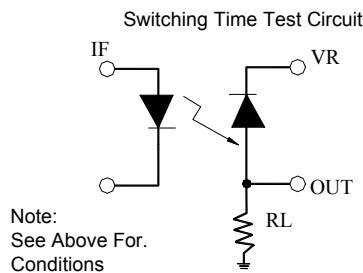 Switching Time Test Circuit
IF
VR
OUT
RL
Note:
See Above For.
Conditions